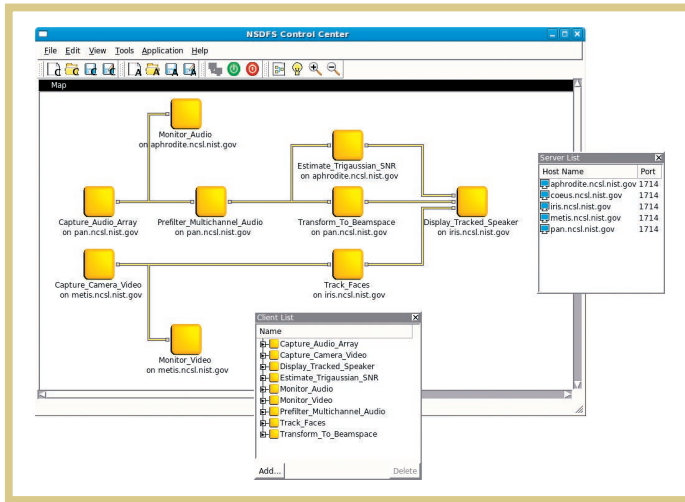 NSDFS Control Center
File Edit View Tools Application Help
Map
Monitor_Audio
on aphrodite.ncsl.nist.gov
Estimate_Trigaussian_SNR
on aphrodite.ncsl.nist.gov
Capture_Audio_Array
on pan.ncsl.nist.gov
Prefilter_Multichannel_Audio
on pan.ncsl.nist.gov
Transform_To_Beamspace
on pan.ncsl.nist.gov
Display_Tracked_Speaker
on iris.ncsl.nist.gov
Capture_Camera_Video
on metis.ncsl.nist.gov
Track_Faces
on iris.ncsl.nist.gov
Monitor_Video
on metis.ncsl.nist.gov
Server List
Host Name Port
aphrodite.ncsl.nist.gov 1714
coeus.ncsl.nist.gov 1714
iris.ncsl.nist.gov 1714
metis.ncsl.nist.gov 1714
pan.ncsl.nist.gov 1714
Client List
Name
Capture_Audio_Array
Capture_Camera_Video
Display_Tracked_Speaker
Estimate_Trigaussian_SNR
Monitor_Audio
Monitor_Video
Prefilter_Multichannel_Audio
Track_Faces
Transform_To_Beamspace
Add... Delete